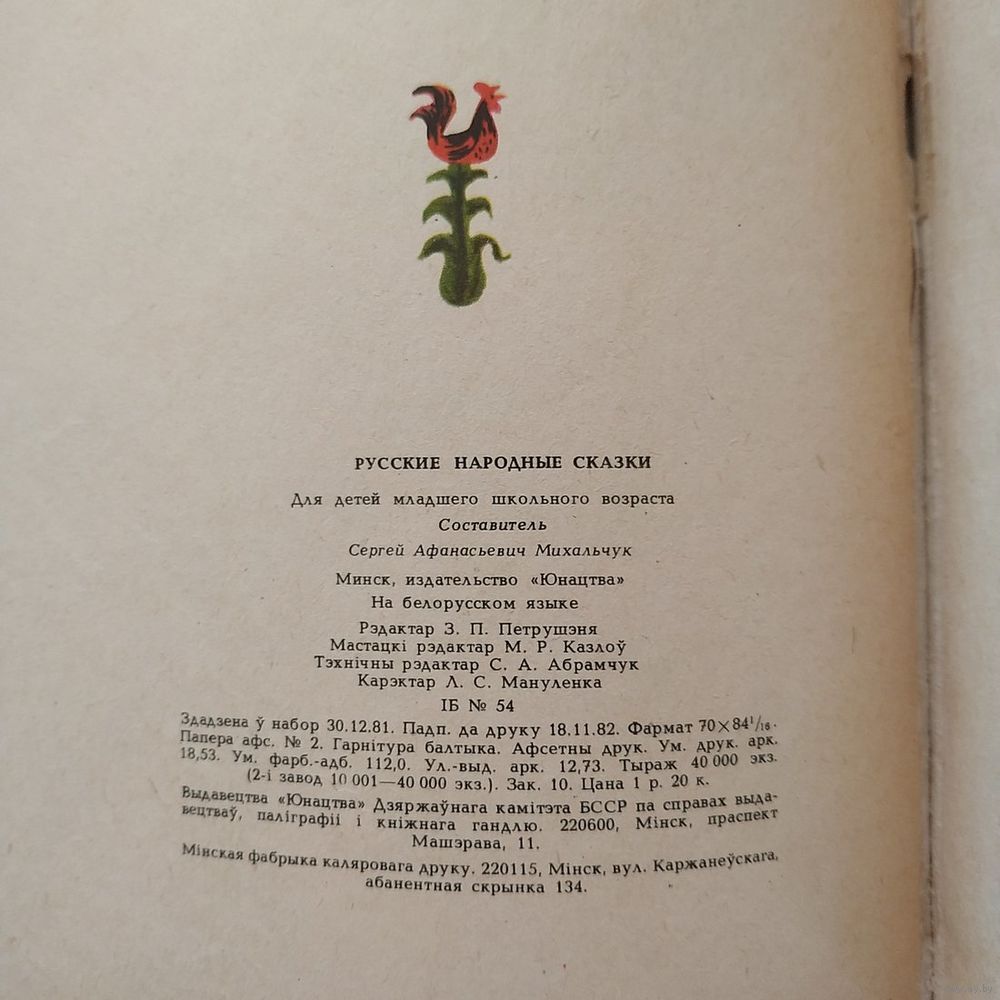 РУССКИЕ НАРОДНЫЕ СКАЗКИ
Для детей младшего школьного возраста
Составитель
Сергей Афанасьевич Михальчук
Минск, издательство «Юнацтва»
На белорусском языке
Рэдактар З. П. Петрушэня
Мастацкі рэдактар М. Р. Казлоў
Тэхнічны рэдактар С. А. Абрамчук
Карэктар Л. С. Мануленка
ІБ № 54
Здадзена ў набор 30.12.81. Падп. да друку 18.11.82. Фармат 70×84¹/₁₆.
Папера афс. № 2. Гарнітура балтыка. Афсетны друк. Ум. друк. арк.
18,53. Ум. фарб.-адб. 112,0. Ул.-выд. арк. 12,73. Тыраж 40 000 экз.
(2-і завод 10 001—40 000 экз.). Зак. 10. Цана 1 р. 20 к.
Выдавецтва «Юнацтва» Дзяржаўнага камітэта БССР па справах выда-
вецтваў, паліграфіі і кніжнага гандлю. 220600, Мінск, праспект
Машэрава, 11.
Мінская фабрыка каляровага друку. 220115, Мінск, вул. Каржанеўскага,
абанентная скрынка 134.